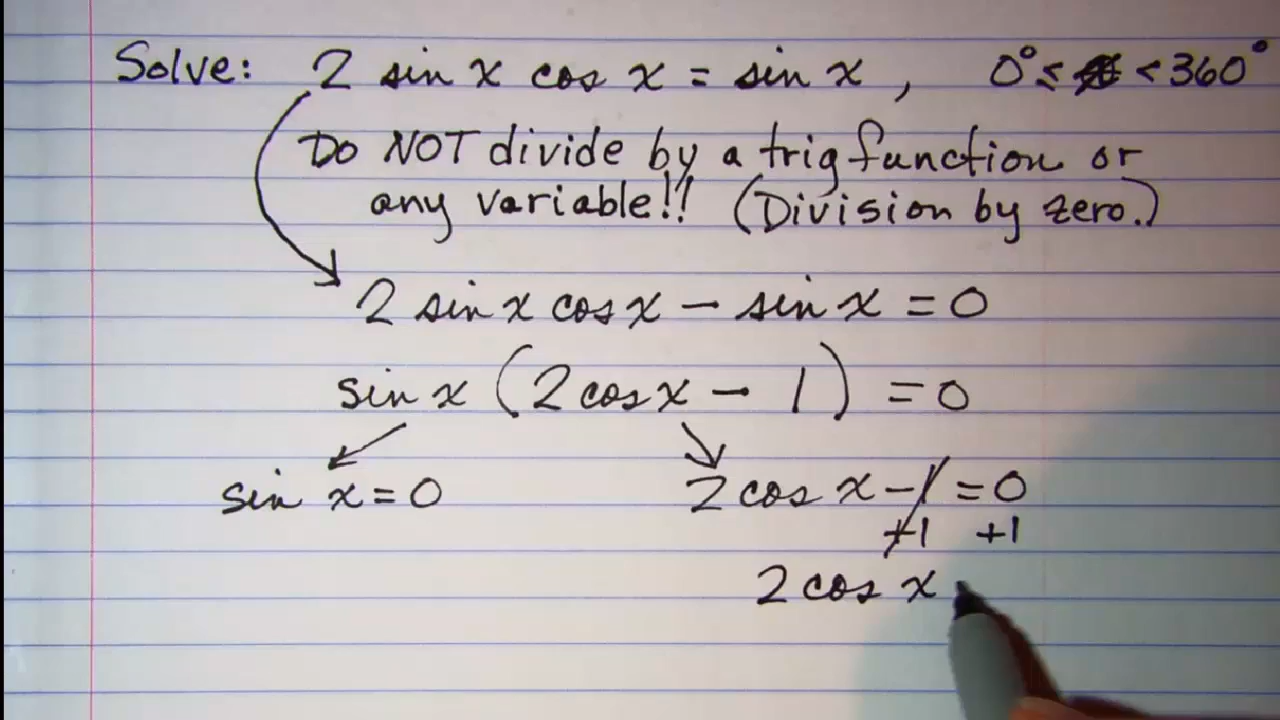 Solve: 2 sin x cos x = sin x , 0° ≤ < 360°
Do NOT divide by a trig function or
any variable!! (Division by zero.)
2 sin x cos x − sin x = 0
sin x (2 cos x − 1) = 0
sin x = 0 2 cos x − 1 = 0
+1 +1
2 cos x